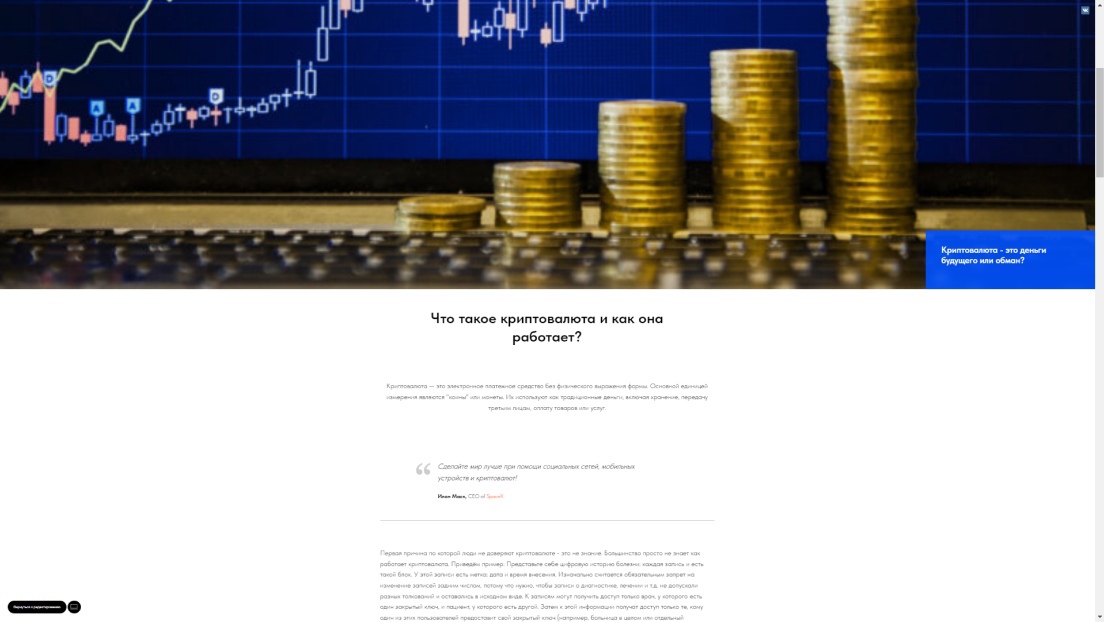 D
A
A
D
Криптовалюта - это деньги
будущего или обман?
Что такое криптовалюта и как она
работает?
Криптовалюта — это электронное платежное средство без физического выражения формы. Основной единицей
измерения являются "коины" или монеты. Их используют как традиционные деньги, включая хранение, передачу
третьим лицам, оплату товаров или услуг.
Сделайте мир лучше при помощи социальных сетей, мобильных
устройств и криптовалют!
Илон Маск, CEO of SpaceX
Первая причина по которой люди не доверяют криптовалюте - это не знание. Большинство просто не знает как
работает криптовалюта. Приведем пример. Представьте себе цифровую историю болезни: каждая запись и есть
такой блок. У этой записи есть метка: дата и время внесения. Изначально считается обязательным запрет на
изменение записей задним числом, потому что нужно, чтобы записи о диагностике, лечении и т.д. не допускали
разных толкований и оставались в исходном виде. К записям могут получить доступ только врач, у которого есть
один закрытый ключ, и пациент, у которого есть другой. Затем к этой информации получат доступ только те, кому
один из этих пользователей предоставит свой закрытый ключ (например, больница в целом или отдельный
Вернуться к редактированию